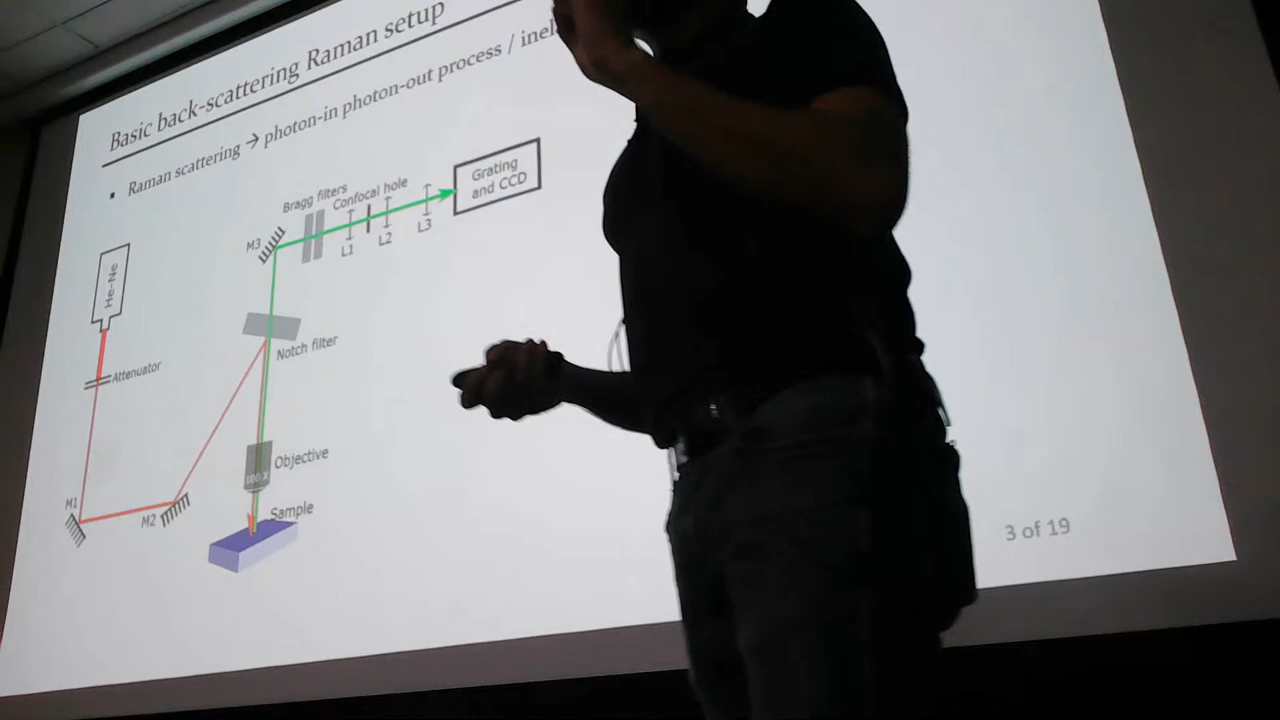 Basic back-scattering Raman setup
▪ Raman scattering → photon-in photon-out process /
Grating
and CCD
Bragg filters
Confocal hole
M3
L1
L2
L3
He-Ne
Notch filter
Attenuator
Objective
100 X
M1
M2
Sample
3 of 19